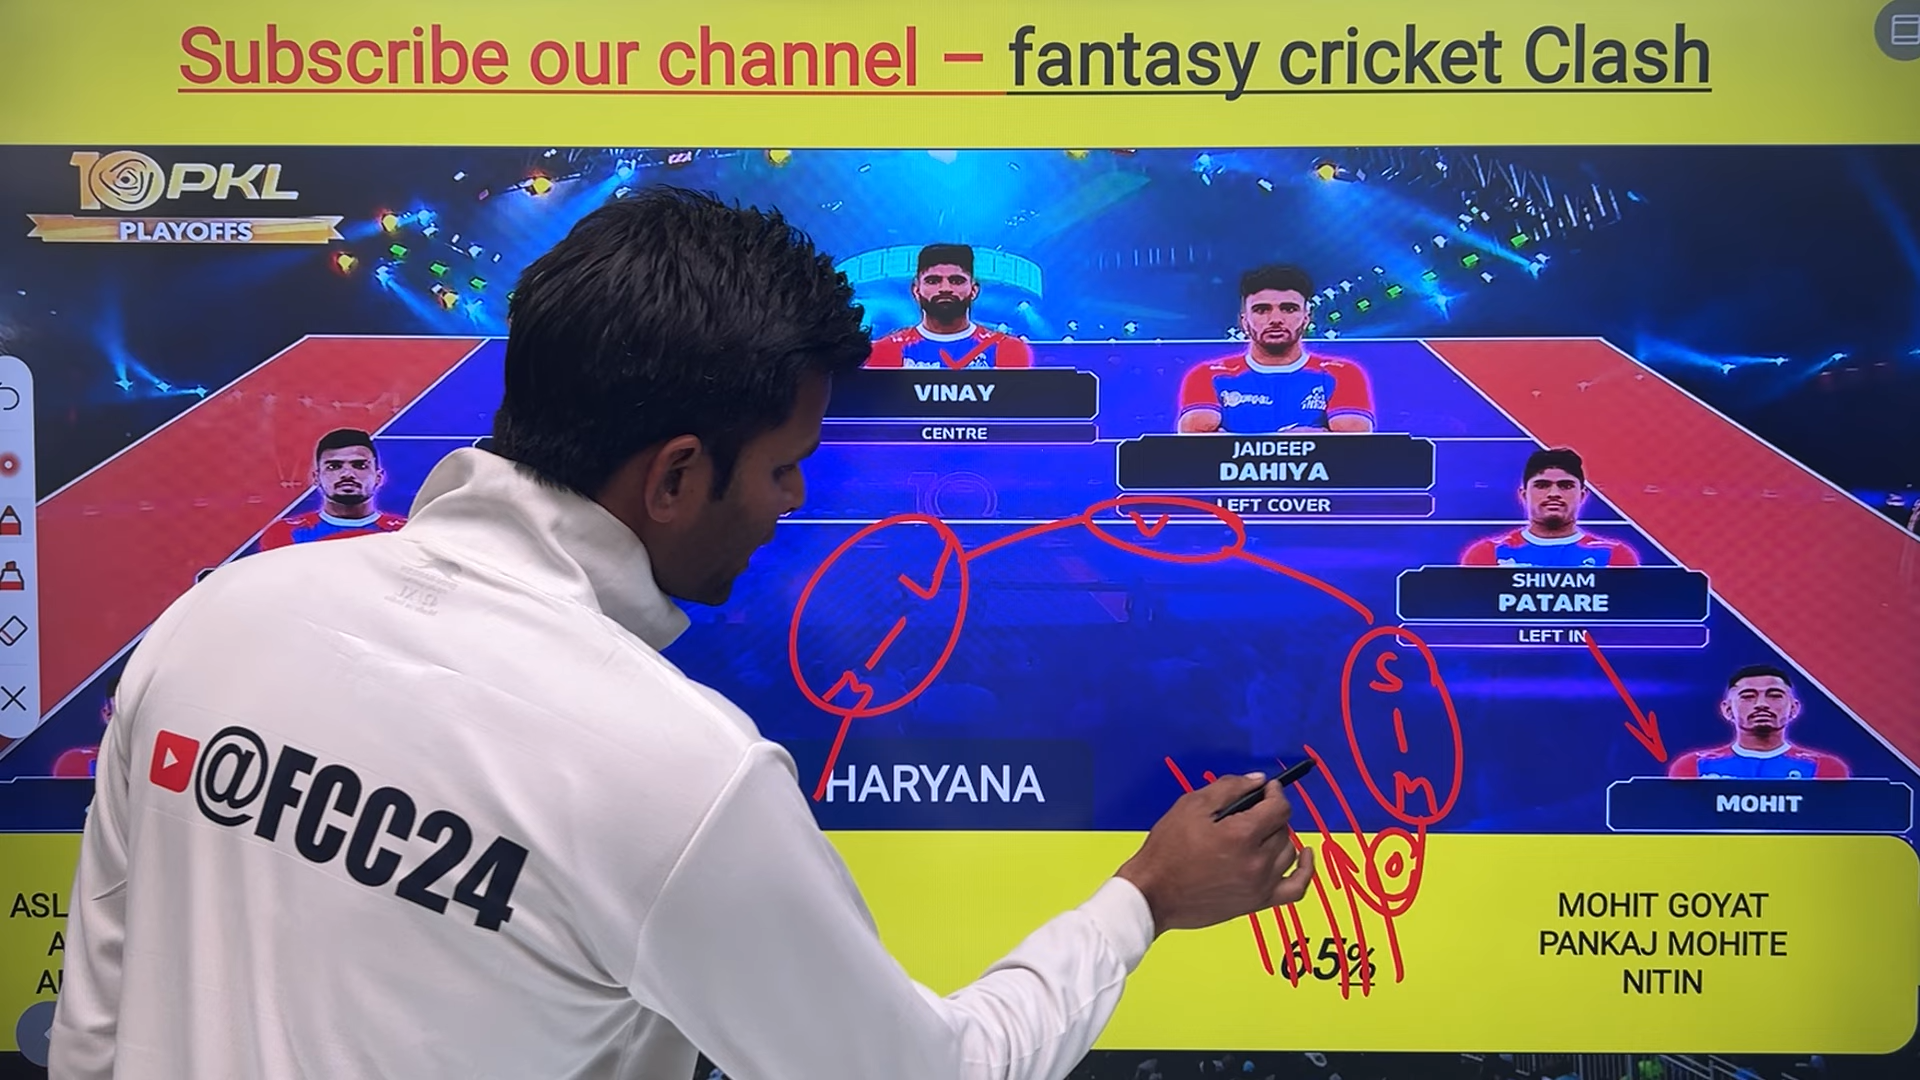 Subscribe our channel – fantasy cricket Clash
10 PKL
PLAYOFFS
VINAY
CENTRE
JAIDEEP
DAHIYA
LEFT COVER
SHIVAM
PATARE
LEFT IN
MOHIT
HARYANA
S
M
@FCC24
ASL
65%
MOHIT GOYAT
PANKAJ MOHITE
NITIN